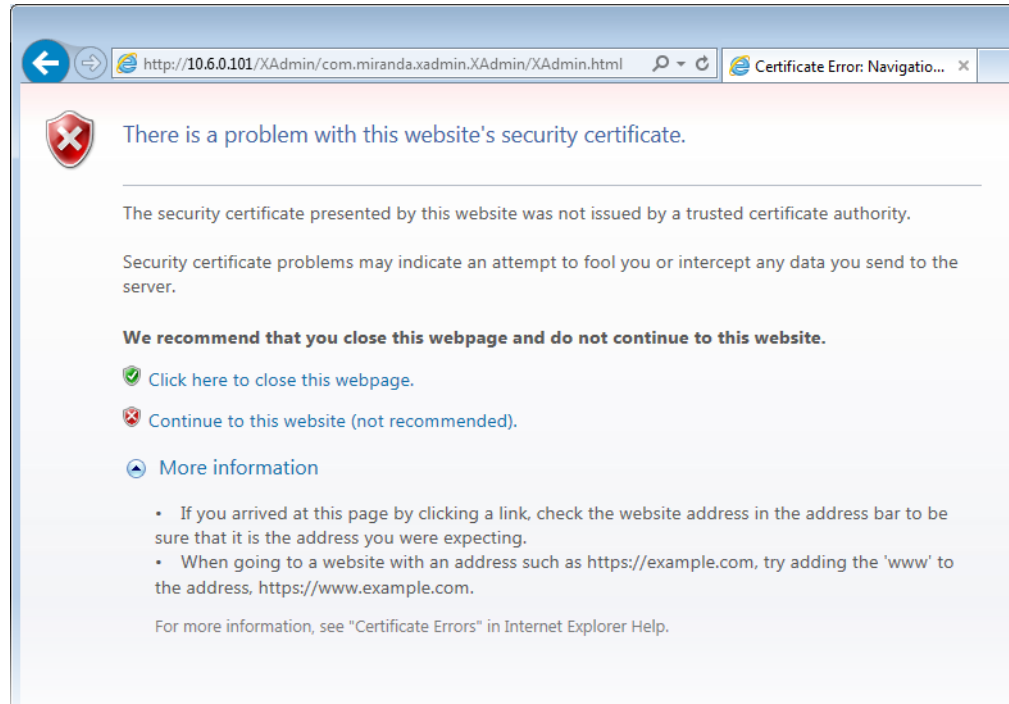 http://10.6.0.101/XAdmin/com.miranda.xadmin.XAdmin/XAdmin.html
Certificate Error: Navigatio...
There is a problem with this website's security certificate.
The security certificate presented by this website was not issued by a trusted certificate authority.
Security certificate problems may indicate an attempt to fool you or intercept any data you send to the
server.
We recommend that you close this webpage and do not continue to this website.
Click here to close this webpage.
Continue to this website (not recommended).
More information
• If you arrived at this page by clicking a link, check the website address in the address bar to be
sure that it is the address you were expecting.
• When going to a website with an address such as https://example.com, try adding the 'www' to
the address, https://www.example.com.
For more information, see "Certificate Errors" in Internet Explorer Help.